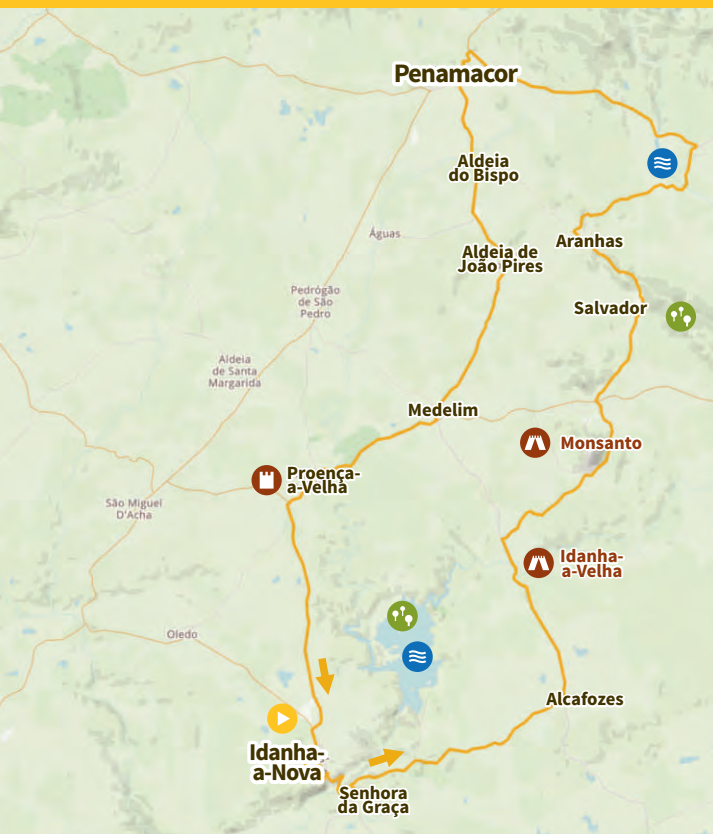 Penamacor
Aldeia
do Bispo
Águas
Aranhas
Aldeia de
João Pires
Pedrógão
de São
Pedro
Salvador
Aldeia
de Santa
Margarida
Medelim
Monsanto
Proença-
a-Velha
São Miguel
D'Acha
Idanha-
a-Velha
Oledo
Alcafozes
Idanha-
a-Nova
Senhora
da Graça